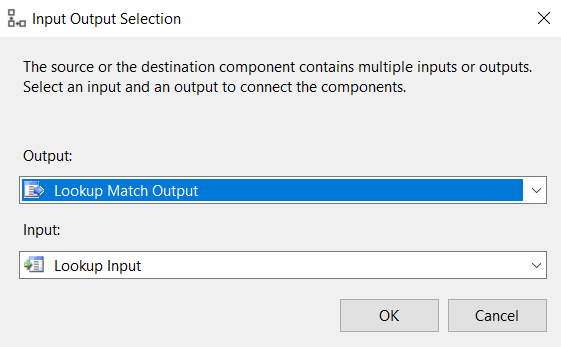 Input Output Selection
The source or the destination component contains multiple inputs or outputs.
Select an input and an output to connect the components.
Output:
Lookup Match Output
Input:
Lookup Input
OK
Cancel